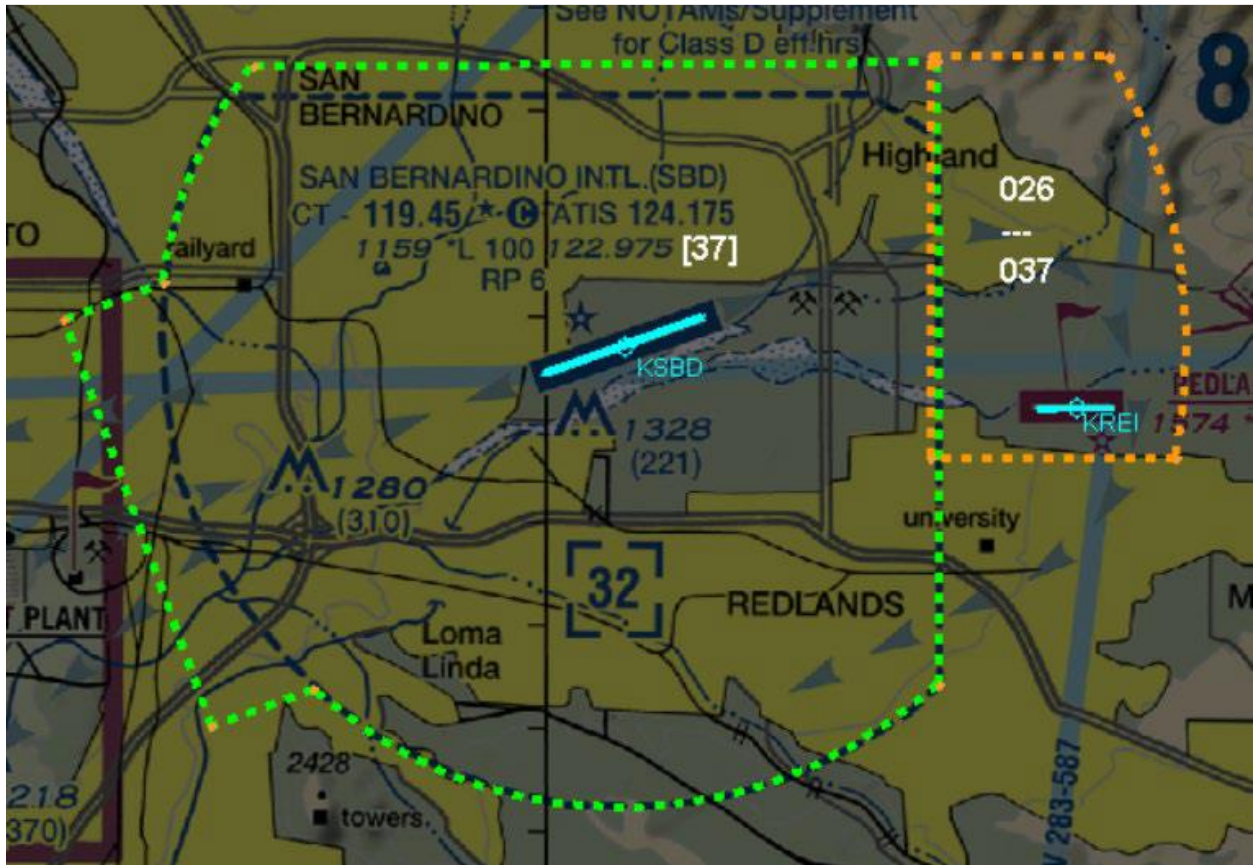 See NOTAMs/Supplement
for Class D eff hrs
8
SAN
BERNARDINO
Highland
SAN BERNARDINO INTL (SBD)
CT - 119.45 * C ATIS 124.175
1159 *L 100 122.975
RP 6
[37]
026
---
037
TO
railyard
KSBD
KREI
1328
(221)
1280
(310)
university
32
REDLANDS
PLANT
Loma
Linda
2428
towers
218
370)
V 283-587